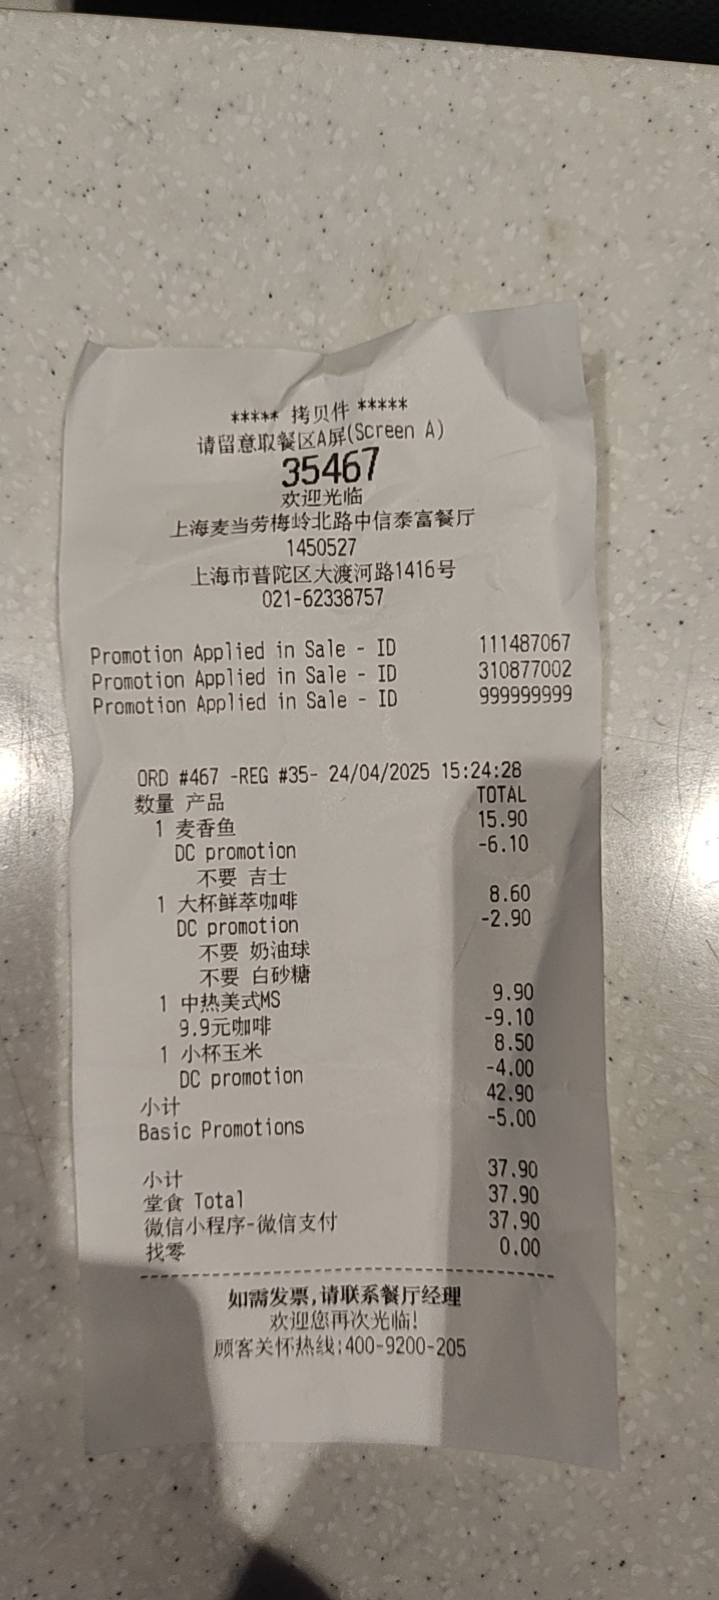 ***** 拷贝件 *****
请留意取餐区A屏(Screen A)
35467
欢迎光临
上海麦当劳梅岭北路中信泰富餐厅
1450527
上海市普陀区大渡河路1416号
021-62338757
Promotion Applied in Sale - ID 111487067
Promotion Applied in Sale - ID 310877002
Promotion Applied in Sale - ID 999999999
ORD #467 -REG #35- 24/04/2025 15:24:28
数量 产品 TOTAL
1 麦香鱼 15.90
DC promotion -6.10
不要 吉士
1 大杯鲜萃咖啡 8.60
DC promotion -2.90
不要 奶油球
不要 白砂糖
1 中热美式MS 9.90
9.9元咖啡 -9.10
1 小杯玉米 8.50
DC promotion -4.00
小计 42.90
Basic Promotions -5.00
小计 37.90
堂食 Total 37.90
微信小程序-微信支付 37.90
找零 0.00
如需发票,请联系餐厅经理
欢迎您再次光临!
顾客关怀热线:400-9200-205